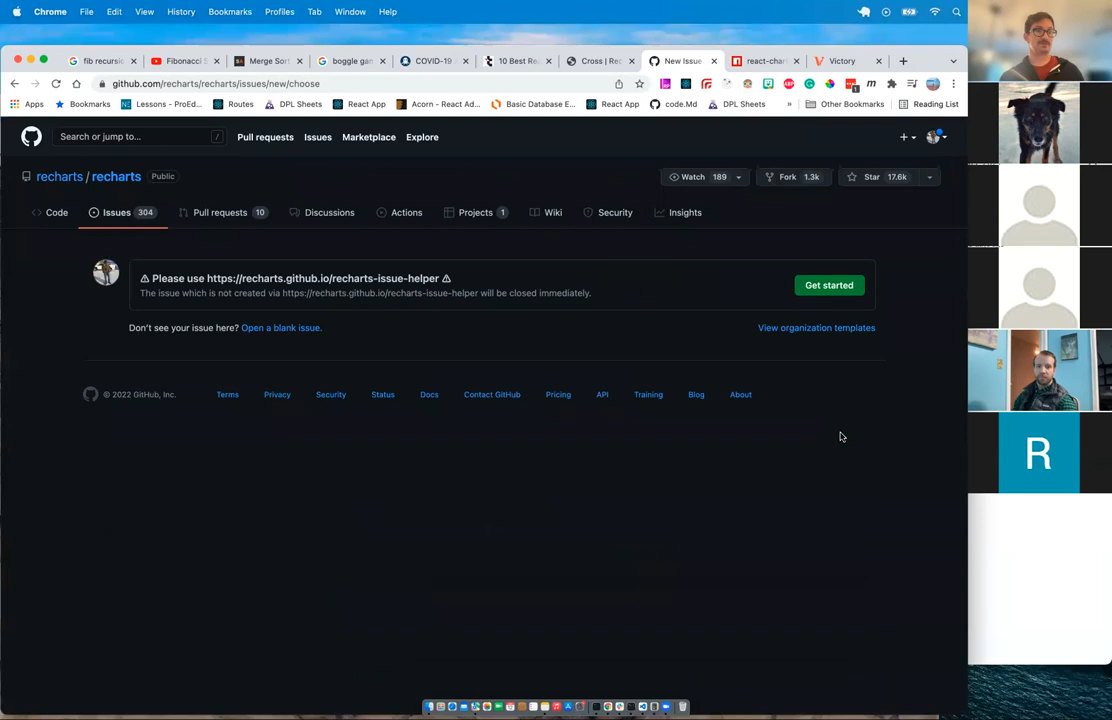 Chrome File Edit View History Bookmarks Profiles Tab Window Help
fib recursio Fibonacci S Merge Sort boggle gam COVID-19 10 Best Re Cross | Rec New Issue react-char Victory
github.com/recharts/recharts/issues/new/choose
Apps Bookmarks Lessons - ProEd... Routes DPL Sheets React App Acorn - React Ad... Basic Database E... React App code.Md DPL Sheets » Other Bookmarks Reading List
Search or jump to... / Pull requests Issues Marketplace Explore
recharts / recharts Public Watch 189 Fork 1.3k Star 17.6k
Code Issues 304 Pull requests 10 Discussions Actions Projects 1 Wiki Security Insights
⚠ Please use https://recharts.github.io/recharts-issue-helper ⚠
The issue which is not created via https://recharts.github.io/recharts-issue-helper will be closed immediately.
Get started
Don't see your issue here? Open a blank issue. View organization templates
© 2022 GitHub, Inc. Terms Privacy Security Status Docs Contact GitHub Pricing API Training Blog About
R